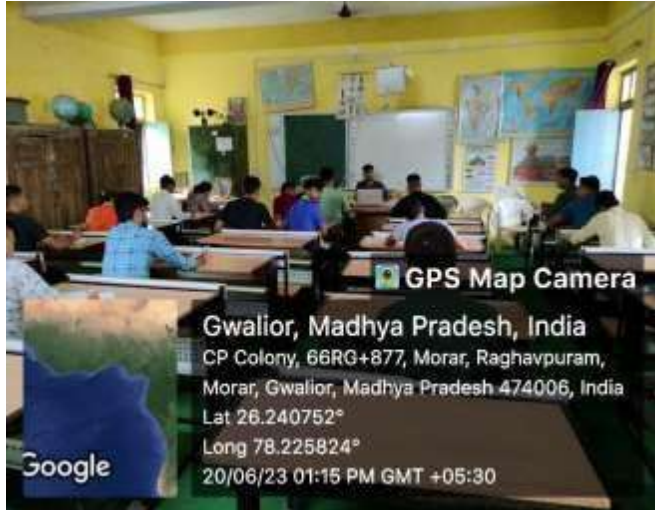 GPS Map Camera
Gwalior, Madhya Pradesh, India
CP Colony, 66RG+877, Morar, Raghavpuram,
Morar, Gwalior, Madhya Pradesh 474006, India
Lat 26.240752°
Long 78.225824°
20/06/23 01:15 PM GMT +05:30
Google